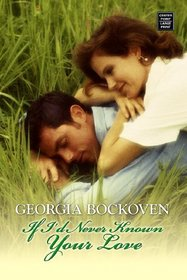 GEORGIA BOCKOVEN
If I'd Never Known
Your Love